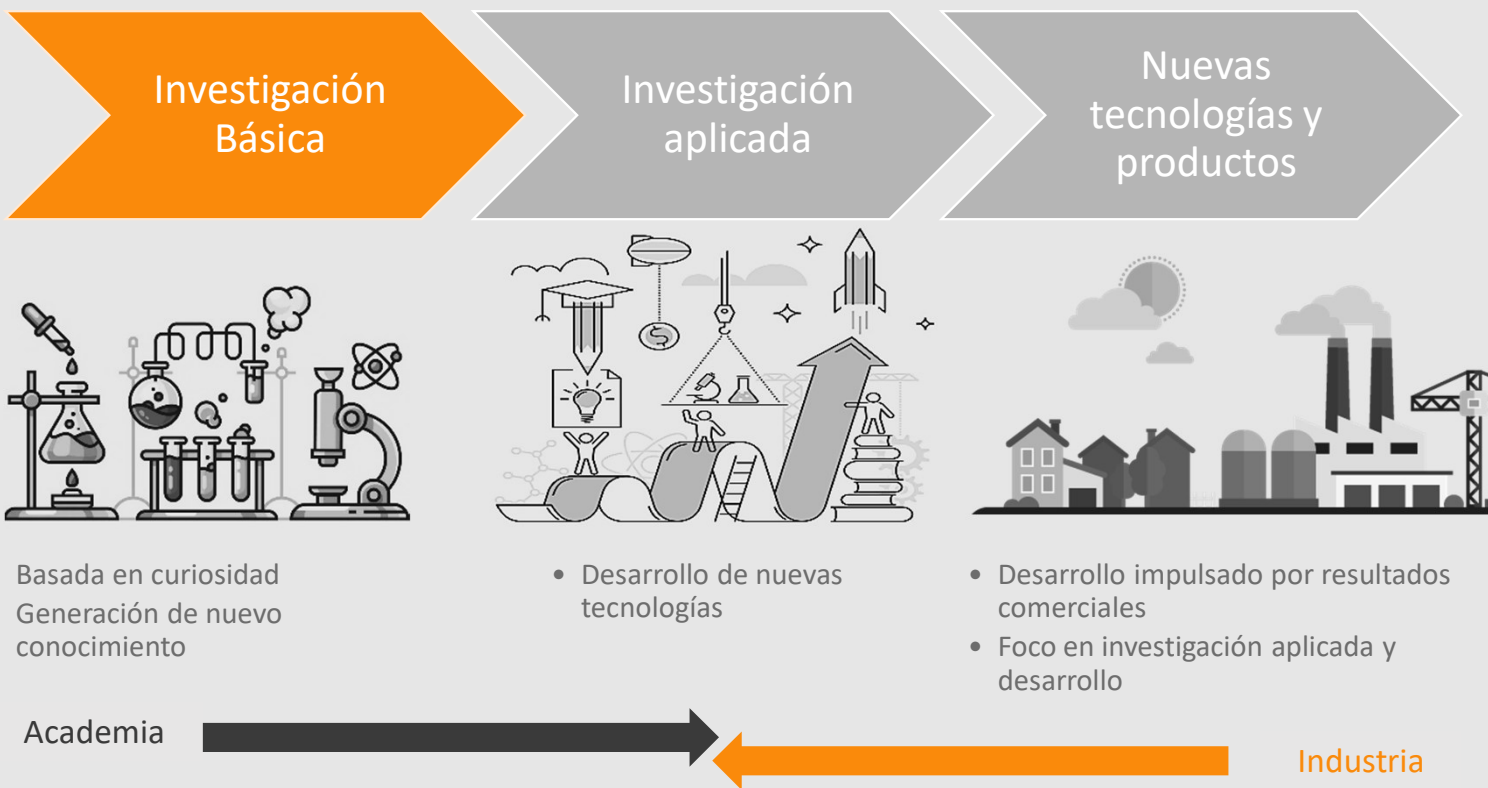 Investigación
Básica
Investigación
aplicada
Nuevas
tecnologías y
productos
Basada en curiosidad
Generación de nuevo
conocimiento
• Desarrollo de nuevas
tecnologías
• Desarrollo impulsado por resultados
comerciales
• Foco en investigación aplicada y
desarrollo
Academia
Industria